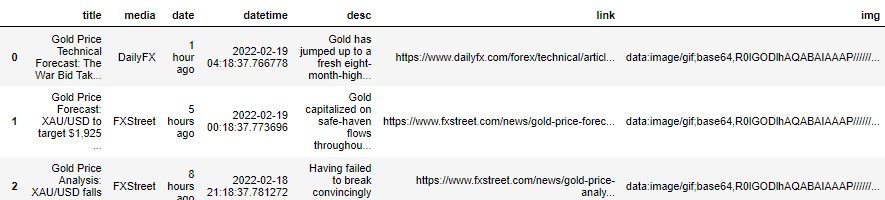 title media date datetime desc link img
0 Gold Price Technical Forecast: The War Bid Tak... DailyFX 1 hour ago 2022-02-19 04:18:37.766778 Gold has jumped up to a fresh eight-month-high... https://www.dailyfx.com/forex/technical/articl... data:image/gif;base64,R0lGODlhAQABAIAAAP//////...
1 Gold Price Forecast: XAU/USD to target $1,925 ... FXStreet 5 hours ago 2022-02-19 00:18:37.773696 Gold capitalized on safe-haven flows throughou... https://www.fxstreet.com/news/gold-price-forec... data:image/gif;base64,R0lGODlhAQABAIAAAP//////...
2 Gold Price Analysis: XAU/USD falls FXStreet 8 hours ago 2022-02-18 21:18:37.781272 Having failed to break convincingly https://www.fxstreet.com/news/gold-price-analy... data:image/gif;base64,R0lGODlhAQABAIAAAP//////...